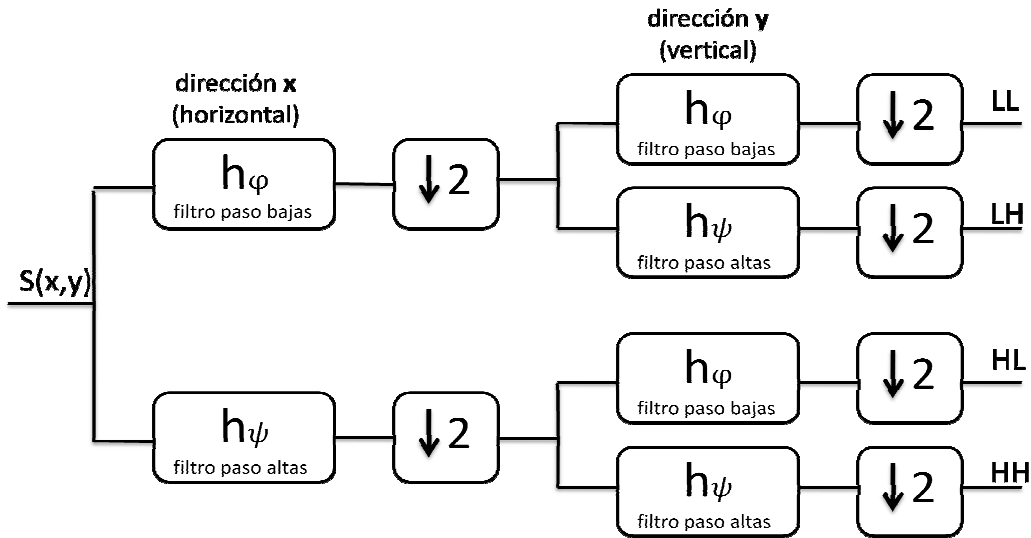 dirección x
(horizontal)
dirección y
(vertical)
S(x,y)
hφ
filtro paso bajas
↓2
hφ
filtro paso bajas
↓2
LL
hψ
filtro paso altas
↓2
LH
hψ
filtro paso altas
↓2
hφ
filtro paso bajas
↓2
HL
hψ
filtro paso altas
↓2
HH